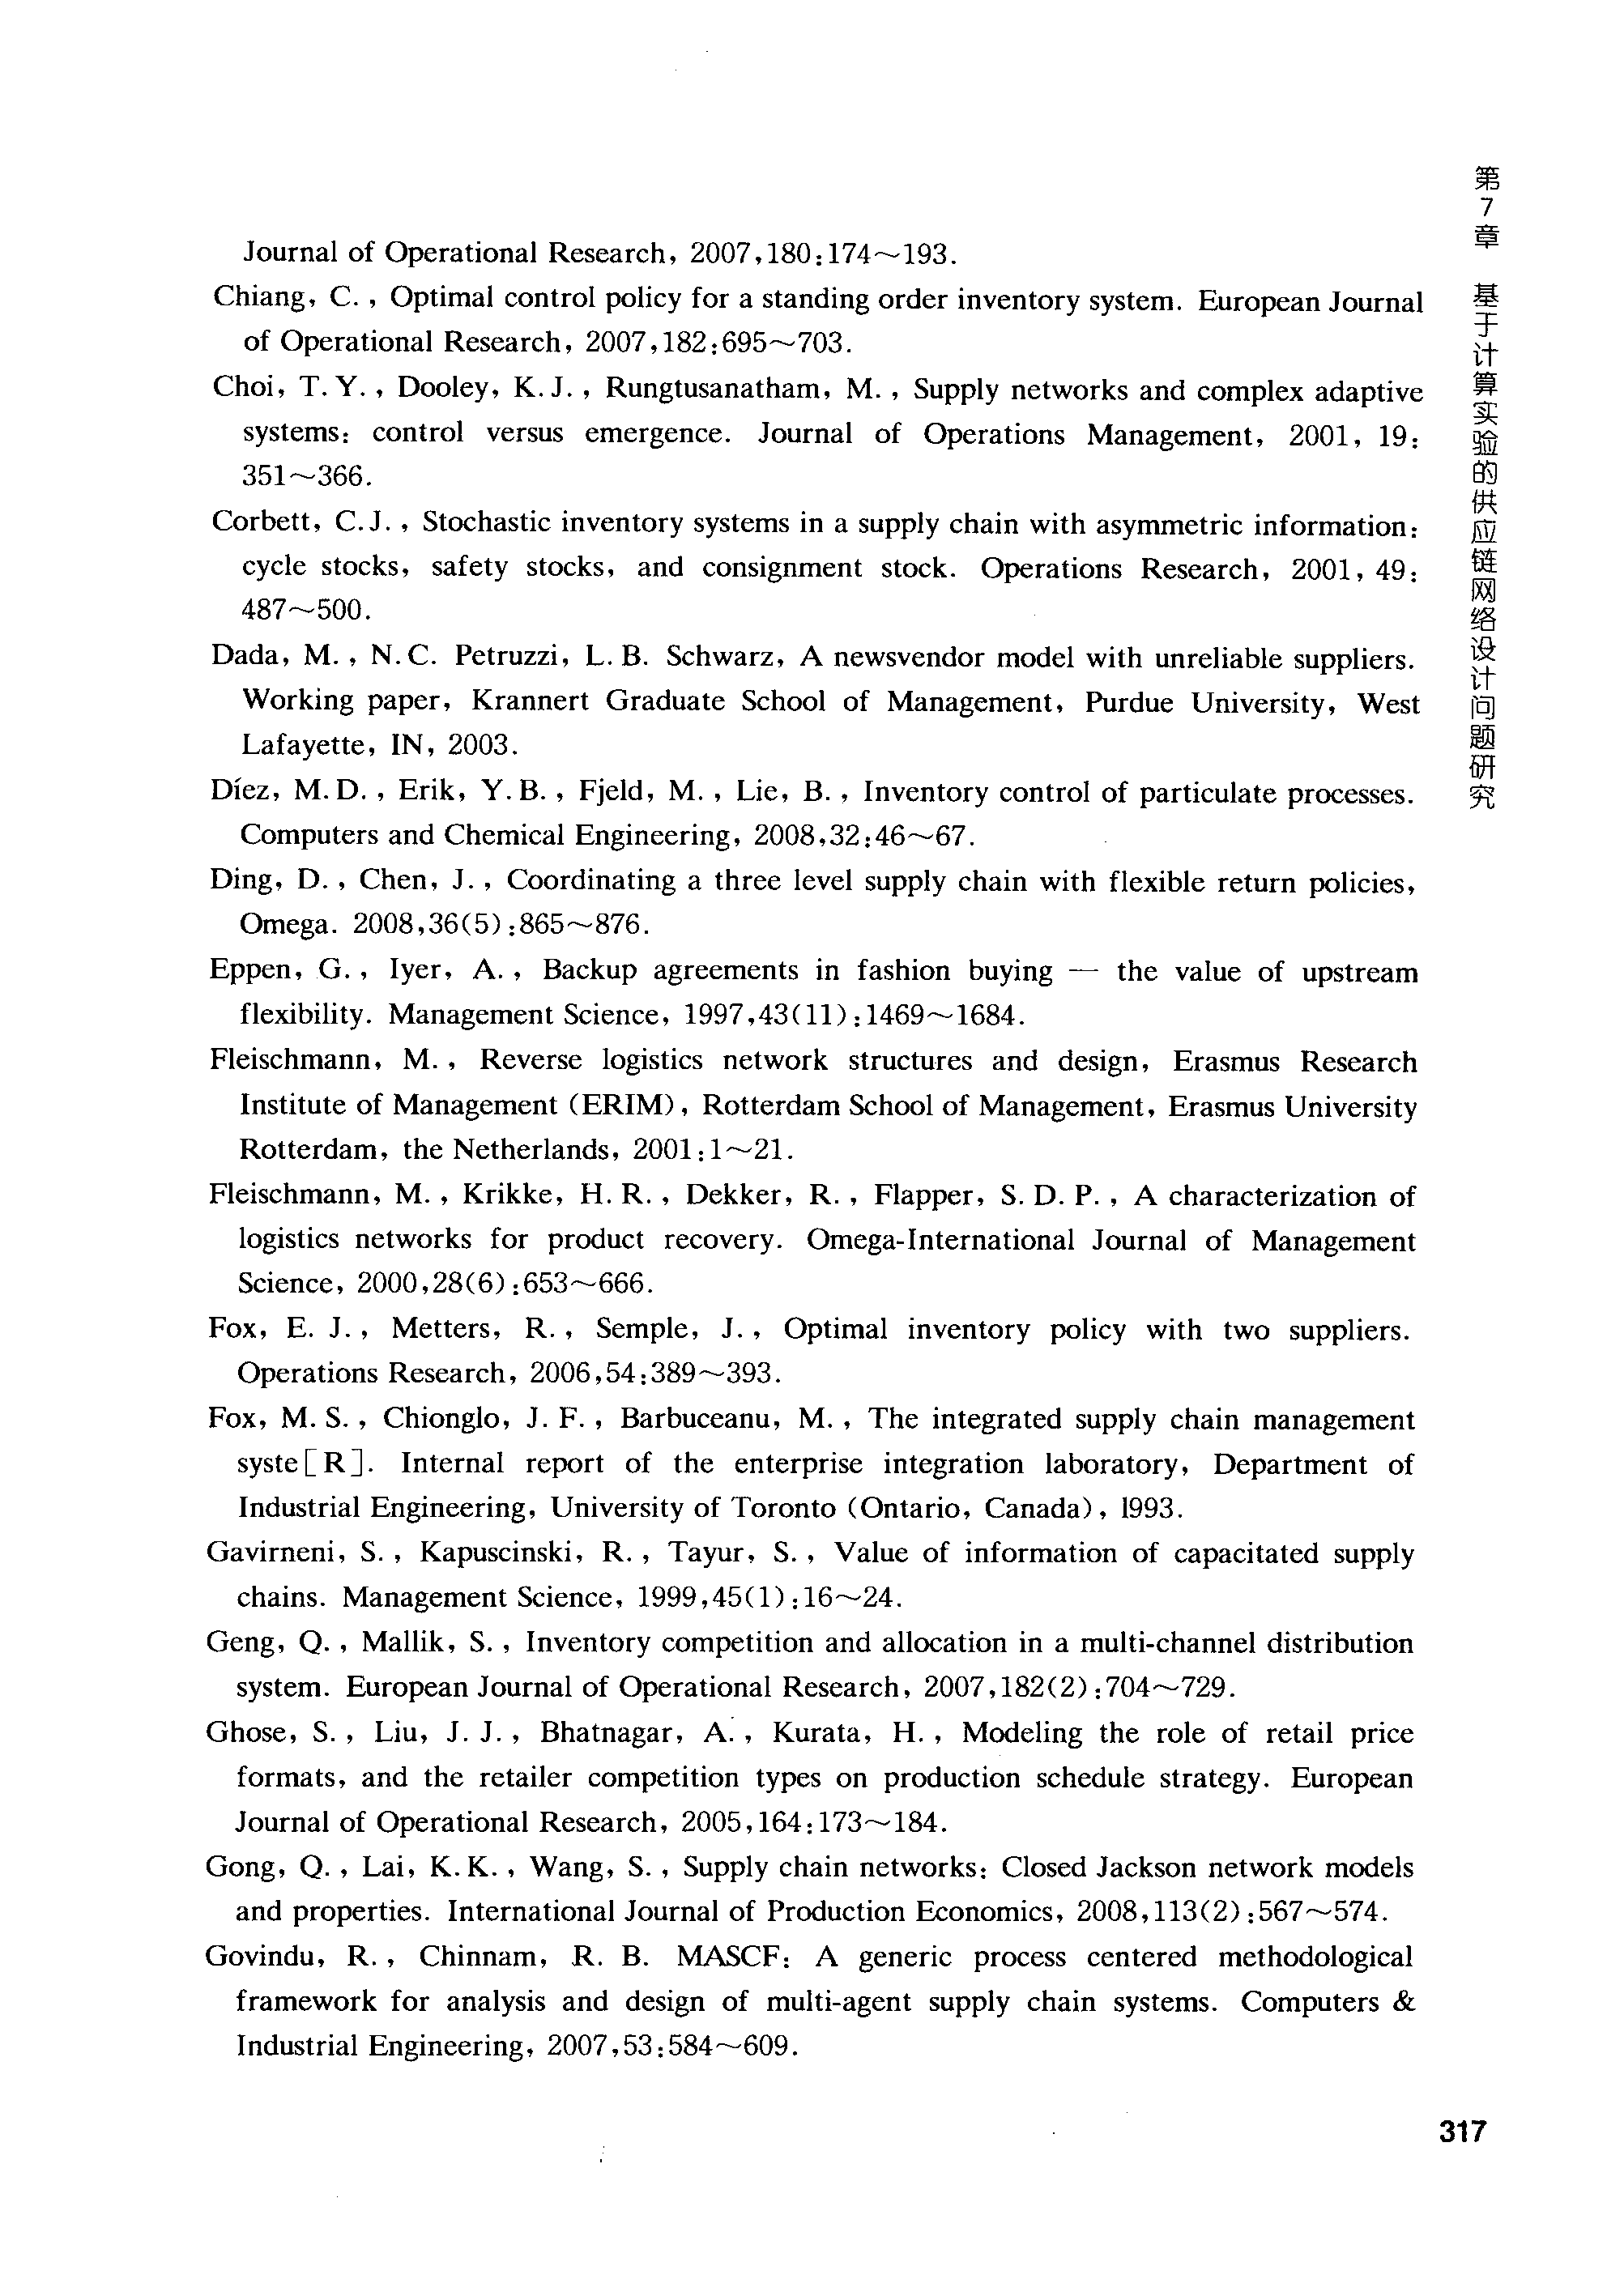 第7章 基于计算实验的供应链网络设计问题研究
Journal of Operational Research, 2007,180:174~193.
Chiang, C., Optimal control policy for a standing order inventory system. European Journal
of Operational Research, 2007,182:695~703.
Choi, T.Y., Dooley, K.J., Rungtusanatham, M., Supply networks and complex adaptive
systems: control versus emergence. Journal of Operations Management, 2001, 19:
351~366.
Corbett, C.J., Stochastic inventory systems in a supply chain with asymmetric information:
cycle stocks, safety stocks, and consignment stock. Operations Research, 2001, 49:
487~500.
Dada, M., N.C. Petruzzi, L.B. Schwarz, A newsvendor model with unreliable suppliers.
Working paper, Krannert Graduate School of Management, Purdue University, West
Lafayette, IN, 2003.
Díez, M.D., Erik, Y.B., Fjeld, M., Lie, B., Inventory control of particulate processes.
Computers and Chemical Engineering, 2008,32:46~67.
Ding, D., Chen, J., Coordinating a three level supply chain with flexible return policies,
Omega. 2008,36(5):865~876.
Eppen, G., Iyer, A., Backup agreements in fashion buying — the value of upstream
flexibility. Management Science, 1997,43(11):1469~1684.
Fleischmann, M., Reverse logistics network structures and design, Erasmus Research
Institute of Management (ERIM), Rotterdam School of Management, Erasmus University
Rotterdam, the Netherlands, 2001:1~21.
Fleischmann, M., Krikke, H.R., Dekker, R., Flapper, S.D.P., A characterization of
logistics networks for product recovery. Omega-International Journal of Management
Science, 2000,28(6):653~666.
Fox, E. J., Metters, R., Semple, J., Optimal inventory policy with two suppliers.
Operations Research, 2006,54:389~393.
Fox, M.S., Chionglo, J.F., Barbuceanu, M., The integrated supply chain management
syste[R]. Internal report of the enterprise integration laboratory, Department of
Industrial Engineering, University of Toronto (Ontario, Canada), 1993.
Gavirneni, S., Kapuscinski, R., Tayur, S., Value of information of capacitated supply
chains. Management Science, 1999,45(1):16~24.
Geng, Q., Mallik, S., Inventory competition and allocation in a multi-channel distribution
system. European Journal of Operational Research, 2007,182(2):704~729.
Ghose, S., Liu, J.J., Bhatnagar, A., Kurata, H., Modeling the role of retail price
formats, and the retailer competition types on production schedule strategy. European
Journal of Operational Research, 2005,164:173~184.
Gong, Q., Lai, K.K., Wang, S., Supply chain networks: Closed Jackson network models
and properties. International Journal of Production Economics, 2008,113(2):567~574.
Govindu, R., Chinnam, R. B. MASCF: A generic process centered methodological
framework for analysis and design of multi-agent supply chain systems. Computers &
Industrial Engineering, 2007,53:584~609.
317